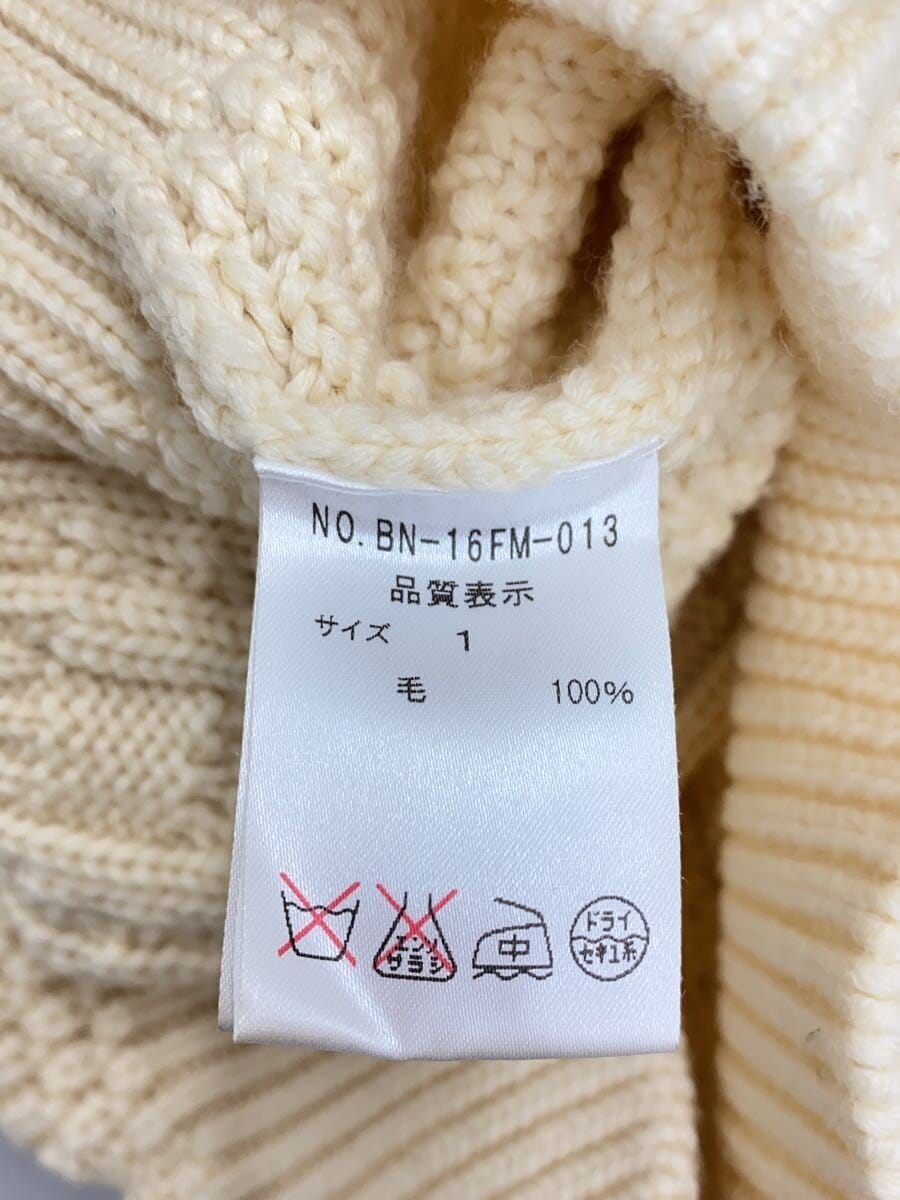 NO.BN-16FM-013
品質表示
サイズ 1
毛 100%
エンソ サラシ 中 ドライ セキユ系